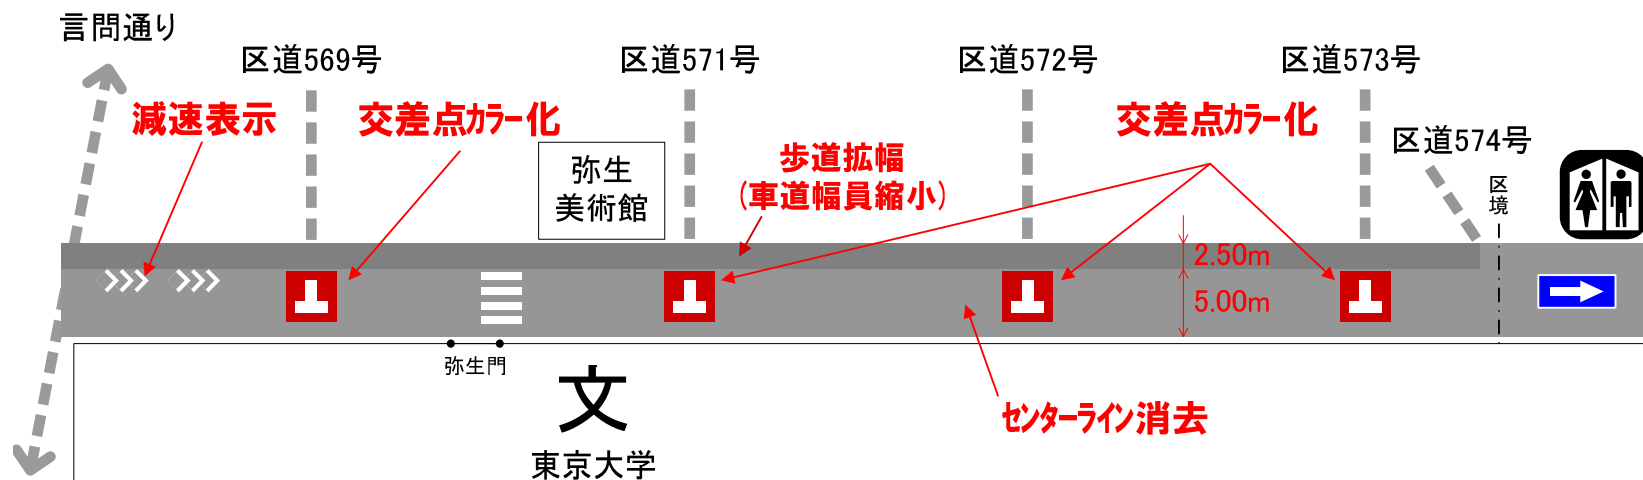 言問通り
区道569号
区道571号
区道572号
区道573号
減速表示
交差点カラー化
交差点カラー化
区道574号
弥生
美術館
歩道拡幅
(車道幅員縮小)
区境
2.50m
5.00m
弥生門
文
センターライン消去
東京大学